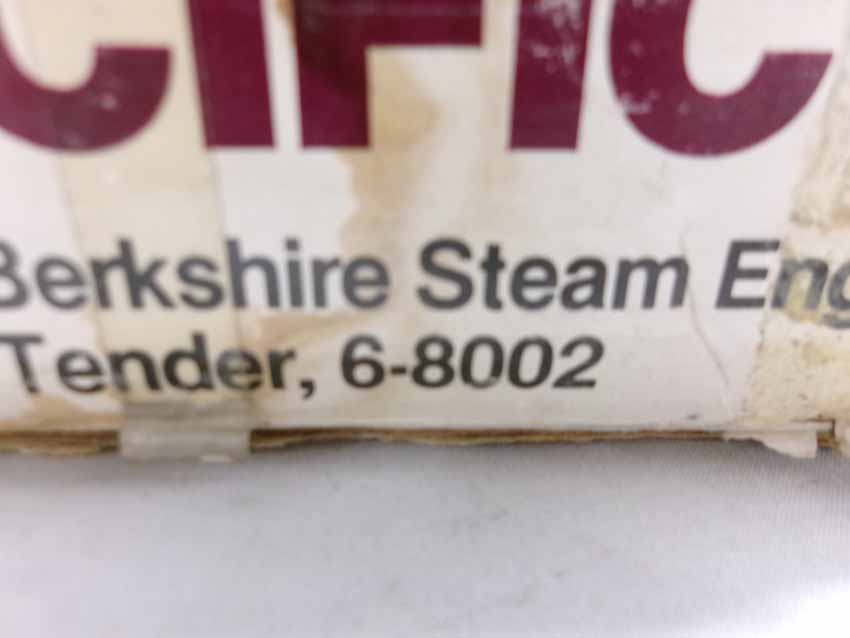 CIFIC
Berkshire Steam Eng
Tender, 6-8002